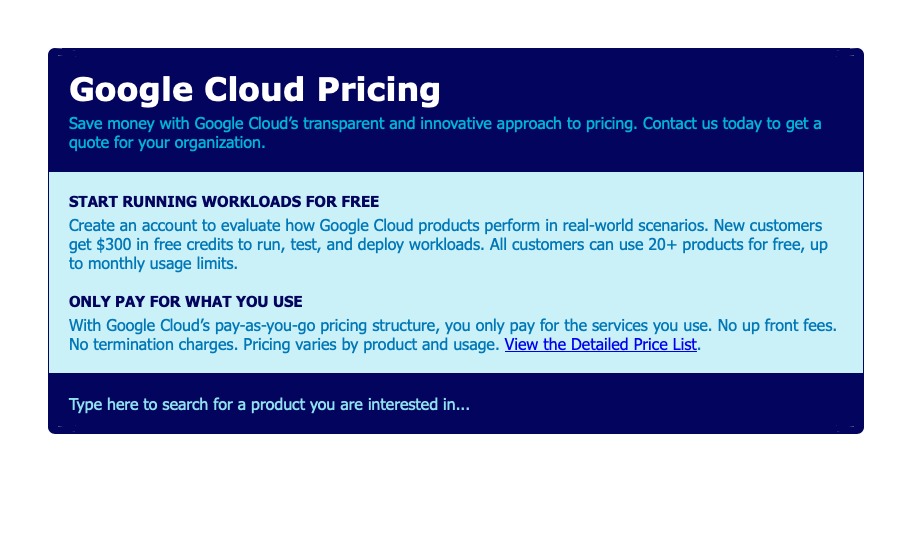 Google Cloud Pricing
Save money with Google Cloud’s transparent and innovative approach to pricing. Contact us today to get a
quote for your organization.
START RUNNING WORKLOADS FOR FREE
Create an account to evaluate how Google Cloud products perform in real-world scenarios. New customers
get $300 in free credits to run, test, and deploy workloads. All customers can use 20+ products for free, up
to monthly usage limits.
ONLY PAY FOR WHAT YOU USE
With Google Cloud’s pay-as-you-go pricing structure, you only pay for the services you use. No up front fees.
No termination charges. Pricing varies by product and usage. View the Detailed Price List.
Type here to search for a product you are interested in...